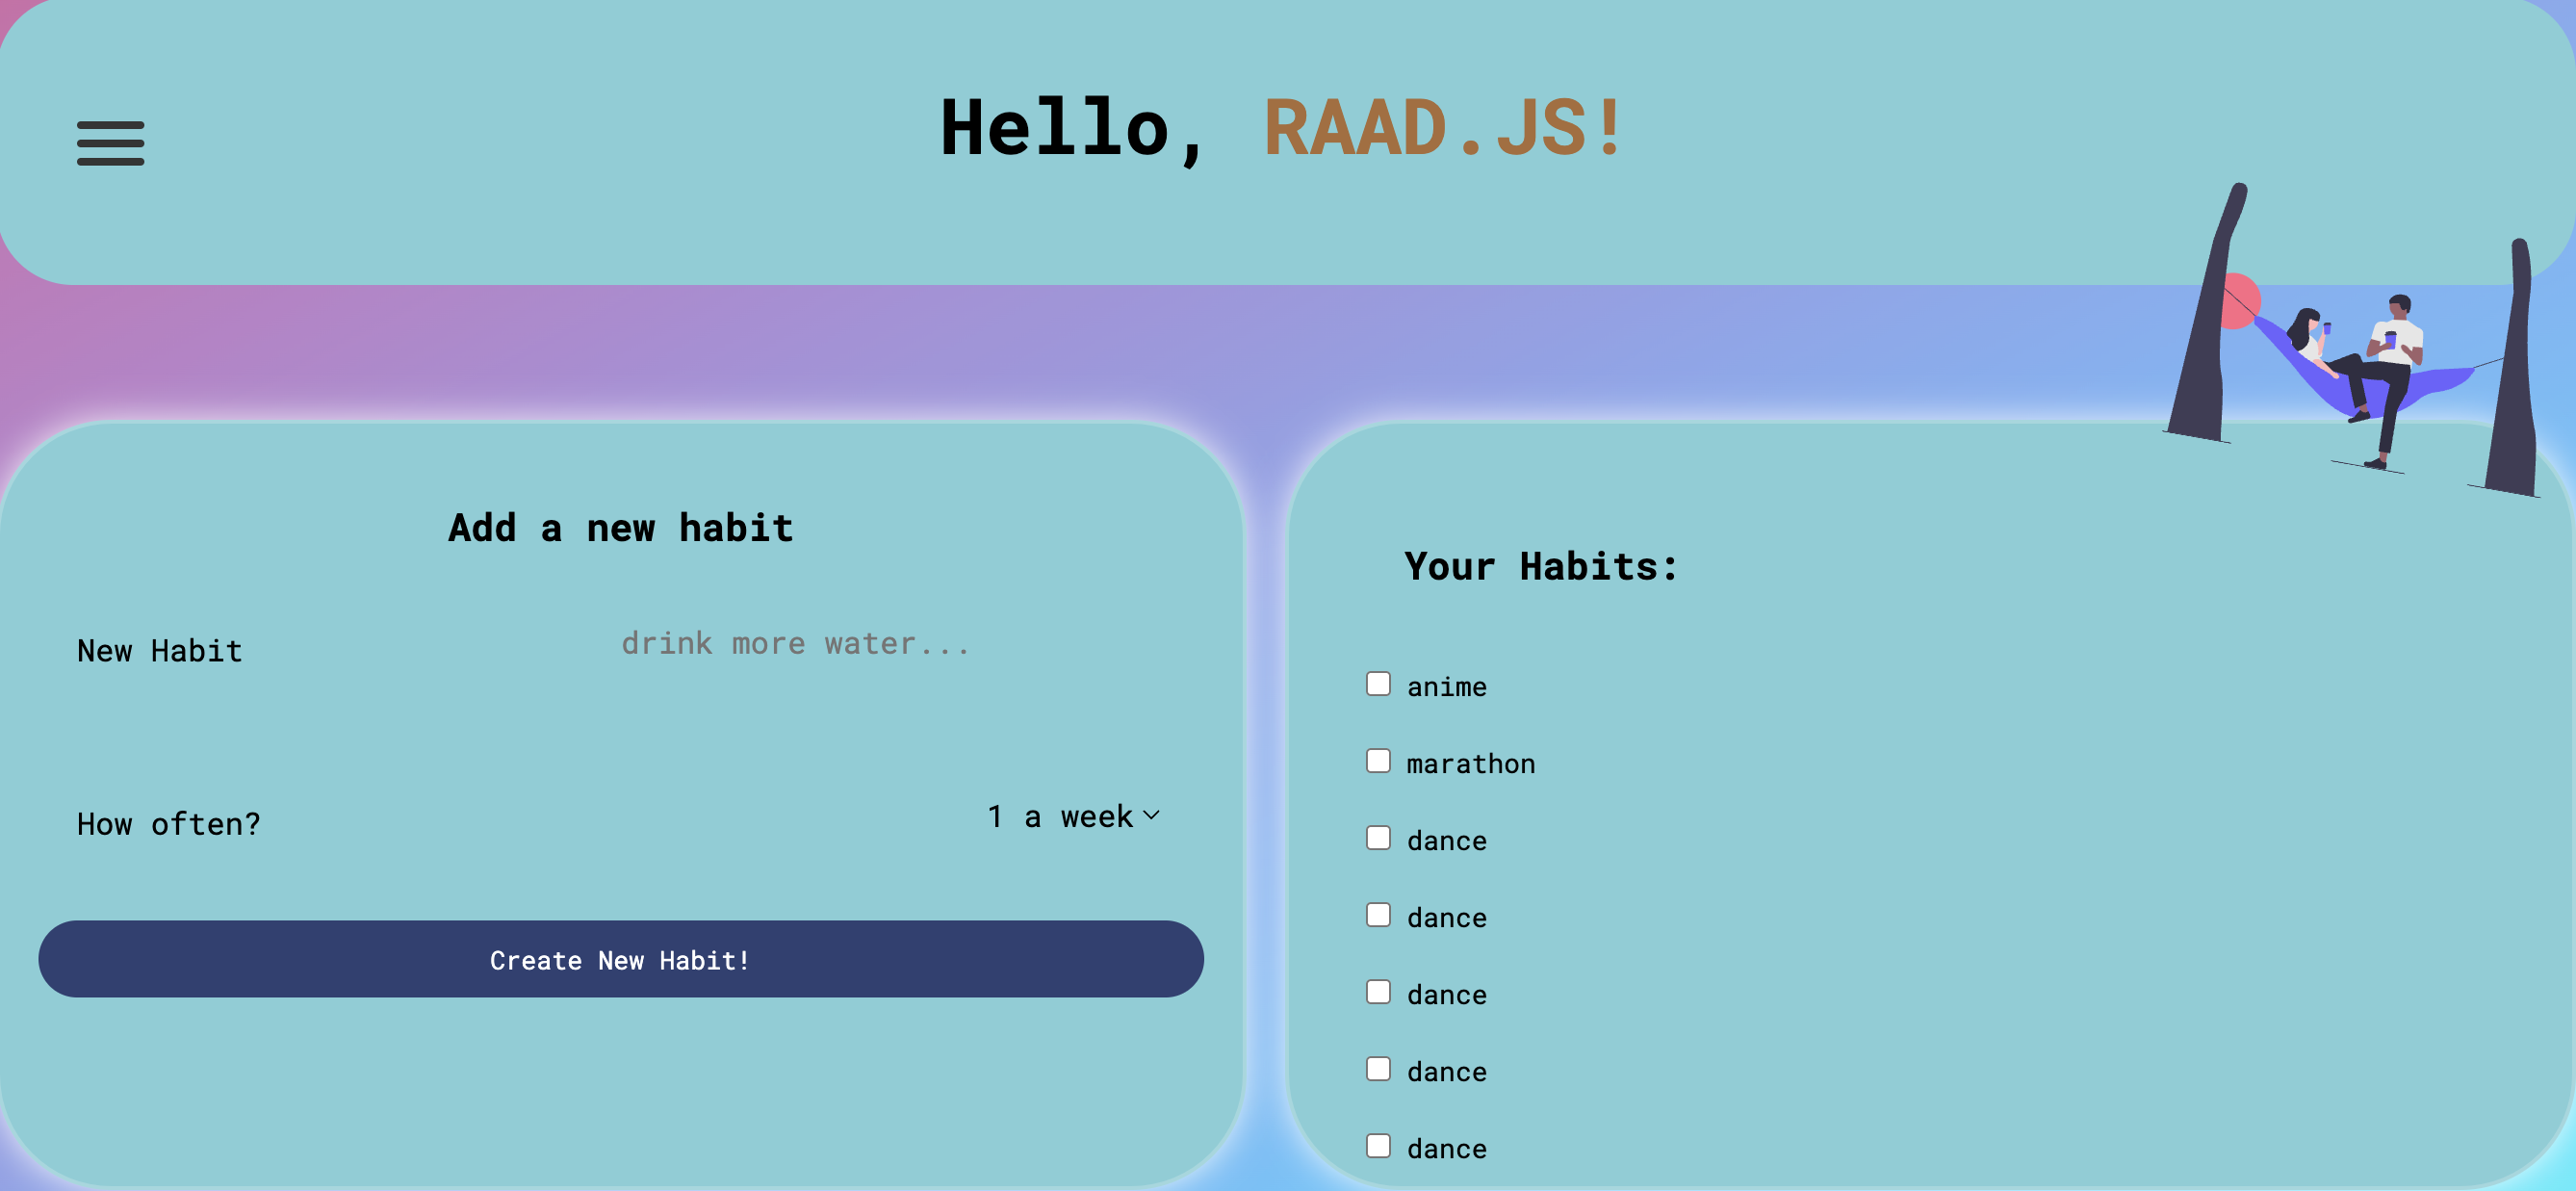 Hello, RAAD.JS!
Add a new habit
New Habit
drink more water...
How often?
1 a week
Create New Habit!
Your Habits:
anime
marathon
dance
dance
dance
dance
dance